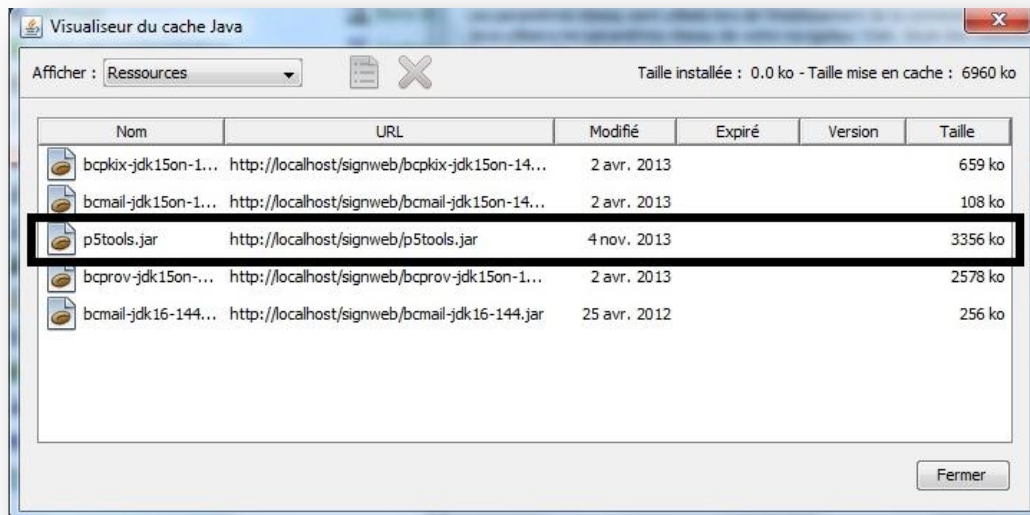 Visualiseur du cache Java
Afficher : Ressources
Taille installée : 0.0 ko - Taille mise en cache : 6960 ko
Nom URL Modifié Expiré Version Taille
bcpkix-jdk15on-1... http://localhost/signweb/bcpkix-jdk15on-14... 2 avr. 2013 659 ko
bcmail-jdk15on-1... http://localhost/signweb/bcmail-jdk15on-14... 2 avr. 2013 108 ko
p5tools.jar http://localhost/signweb/p5tools.jar 4 nov. 2013 3356 ko
bcprov-jdk15on-... http://localhost/signweb/bcprov-jdk15on-1... 2 avr. 2013 2578 ko
bcmail-jdk16-144... http://localhost/signweb/bcmail-jdk16-144.jar 25 avr. 2012 256 ko
Fermer